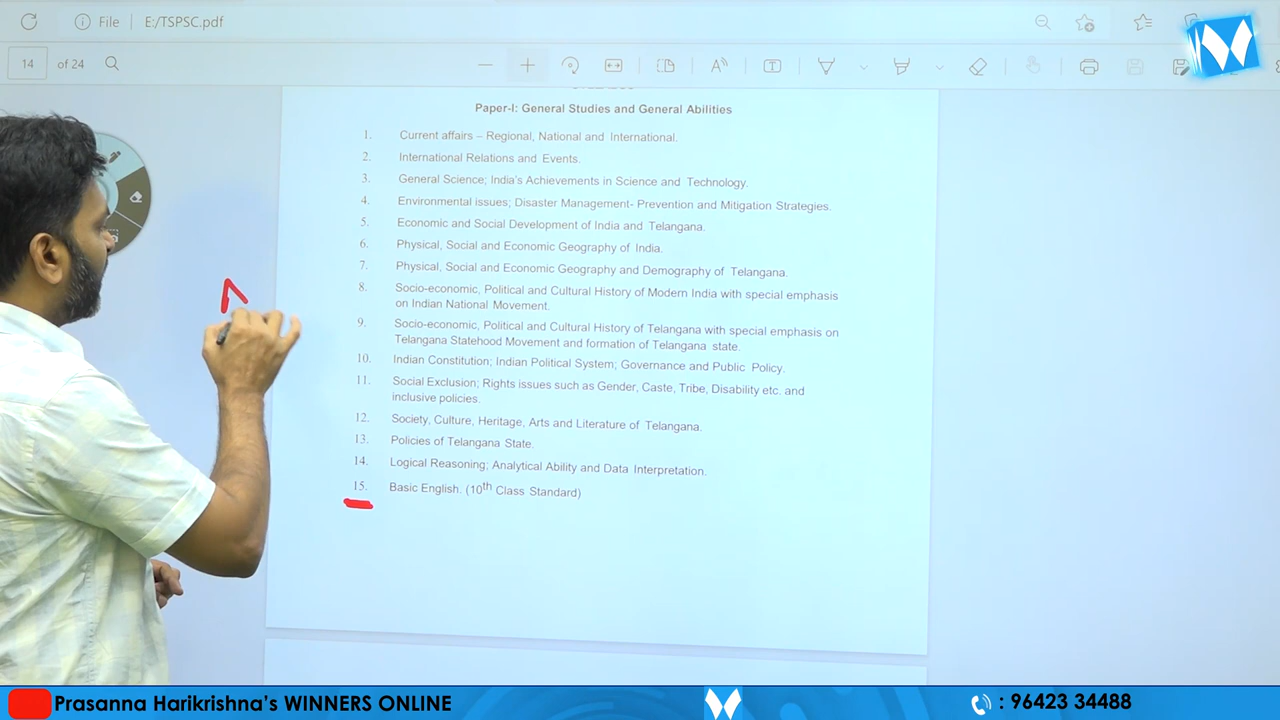 File
E:/TSPSC.pdf
14 of 24
Paper-I: General Studies and General Abilities
1. Current affairs – Regional, National and International.
2. International Relations and Events.
3. General Science; India's Achievements in Science and Technology.
4. Environmental issues; Disaster Management- Prevention and Mitigation Strategies.
5. Economic and Social Development of India and Telangana.
6. Physical, Social and Economic Geography of India.
7. Physical, Social and Economic Geography and Demography of Telangana.
8. Socio-economic, Political and Cultural History of Modern India with special emphasis
on Indian National Movement.
9. Socio-economic, Political and Cultural History of Telangana with special emphasis on
Telangana Statehood Movement and formation of Telangana state.
10. Indian Constitution; Indian Political System; Governance and Public Policy.
11. Social Exclusion; Rights issues such as Gender, Caste, Tribe, Disability etc. and
inclusive policies.
12. Society, Culture, Heritage, Arts and Literature of Telangana.
13. Policies of Telangana State.
14. Logical Reasoning; Analytical Ability and Data Interpretation.
15. Basic English. (10th Class Standard)
Prasanna Harikrishna's WINNERS ONLINE
: 96423 34488